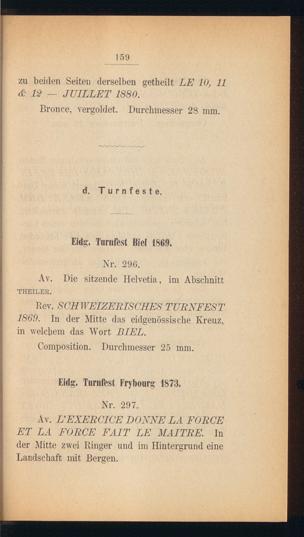 159
zu beiden Seiten derselben getheilt LE 10, 11
& 12 — JUILLET 1880.
Bronce, vergoldet. Durchmesser 28 mm.
d. Turnfeste.
Eidg. Turnfest Biel 1869.
Nr. 296.
Av. Die sitzende Helvetia, im Abschnitt
THEILER.
Rev. SCHWEIZERISCHES TURNFEST
1869. In der Mitte das eidgenössische Kreuz,
in welchem das Wort BIEL.
Composition. Durchmesser 25 mm.
Eidg. Turnfest Frybourg 1873.
Nr. 297.
Av. L'EXERCICE DONNE LA FORCE
ET LA FORCE FAIT LE MAITRE. In
der Mitte zwei Ringer und im Hintergrund eine
Landschaft mit Bergen.